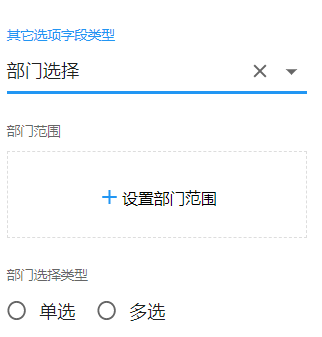 其它选项字段类型
部门选择
部门范围
+ 设置部门范围
部门选择类型
单选 多选